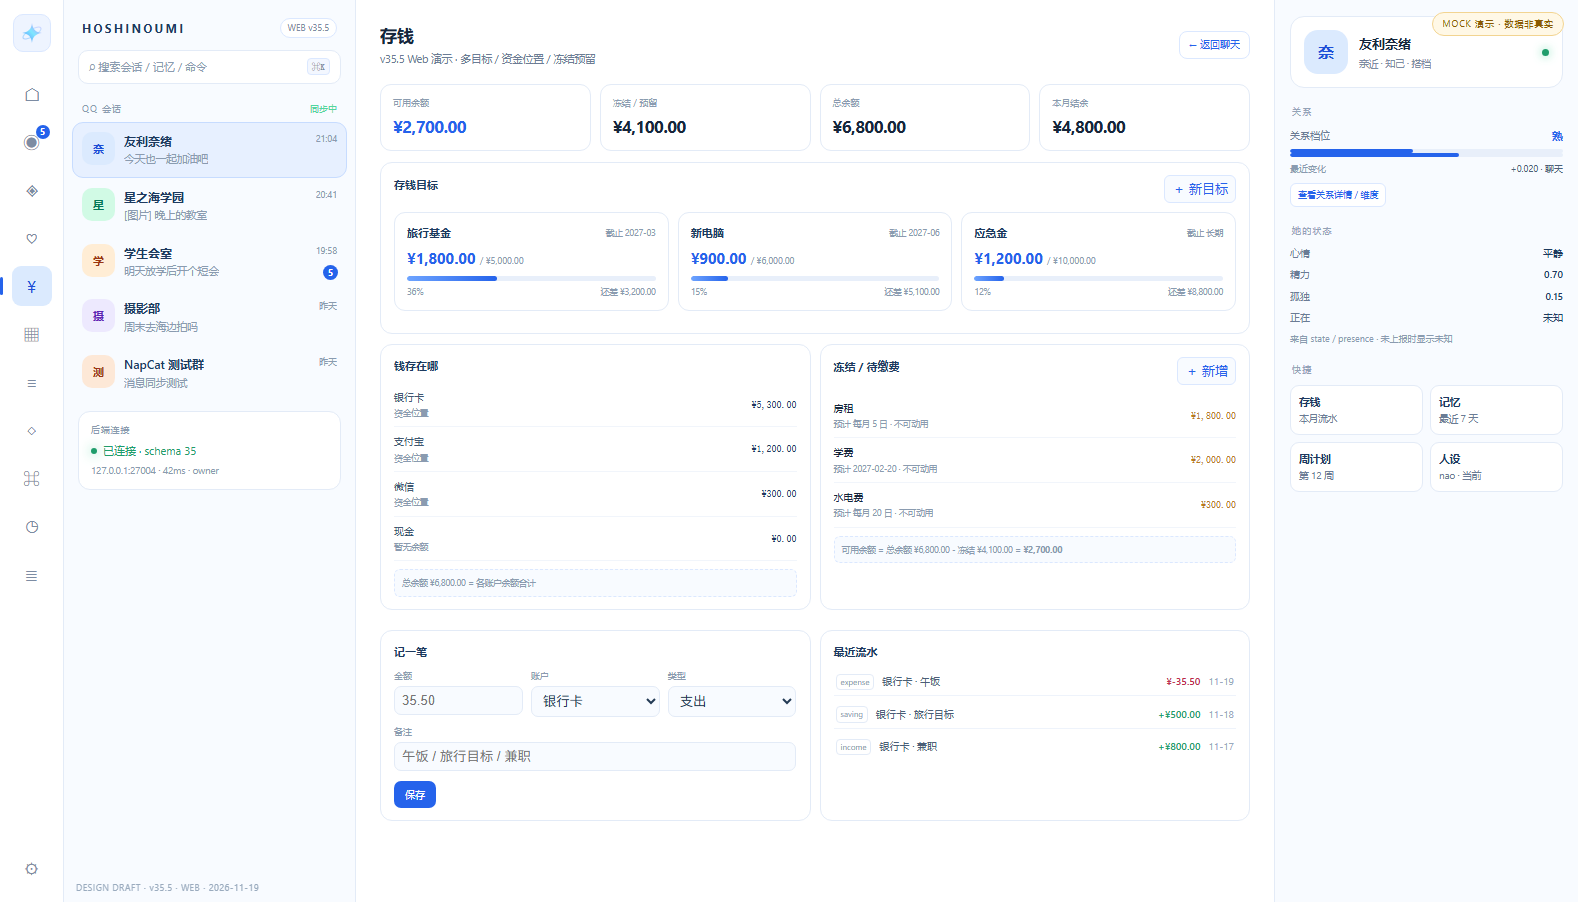 HOSHINOUMI
WEB v35.5
搜索会话 / 记忆 / 命令
⌘K
QQ 会话
同步中
奈
友利奈绪
21:04
今天也一起加油吧
星
星之海学园
20:41
[图片] 晚上的教室
学
学生会室
19:58
明天放学后开个短会
5
摄
摄影部
昨天
周末去海边拍吗
测
NapCat 测试群
昨天
消息同步测试
后端连接
已连接 · schema 35
127.0.0.1:27004 · 42ms · owner
DESIGN DRAFT · v35.5 · WEB · 2026-11-19
5
¥
存钱
v35.5 Web 演示 · 多目标 / 资金位置 / 冻结预留
← 返回聊天
可用余额
¥2,700.00
冻结 / 预留
¥4,100.00
总余额
¥6,800.00
本月结余
¥4,800.00
存钱目标
+ 新目标
旅行基金
截止 2027-03
¥1,800.00 / ¥5,000.00
36%
还差 ¥3,200.00
新电脑
截止 2027-06
¥900.00 / ¥6,000.00
15%
还差 ¥5,100.00
应急金
截止 长期
¥1,200.00 / ¥10,000.00
12%
还差 ¥8,800.00
钱存在哪
银行卡
资金位置
¥5,300.00
支付宝
资金位置
¥1,200.00
微信
资金位置
¥300.00
现金
暂无余额
¥0.00
总余额 ¥6,800.00 = 各账户余额合计
冻结 / 待缴费
+ 新增
房租
预计 每月 5 日 · 不可动用
¥1,800.00
学费
预计 2027-02-20 · 不可动用
¥2,000.00
水电费
预计 每月 20 日 · 不可动用
¥300.00
可用余额 = 总余额 ¥6,800.00 - 冻结 ¥4,100.00 = ¥2,700.00
记一笔
金额
账户
类型
35.50
银行卡
支出
备注
午饭 / 旅行目标 / 兼职
保存
最近流水
expense
银行卡 · 午饭
¥-35.50
11-19
saving
银行卡 · 旅行目标
+¥500.00
11-18
income
银行卡 · 兼职
+¥800.00
11-17
MOCK 演示 · 数据非真实
奈
友利奈绪
亲近 · 知己 · 搭档
关系
关系档位
熟
最近变化
+0.020 · 聊天
查看关系详情 / 维度
她的状态
心情
平静
精力
0.70
孤独
0.15
正在
未知
来自 state / presence · 未上报时显示未知
快捷
存钱
本月流水
记忆
最近 7 天
周计划
第 12 周
人设
nao · 当前